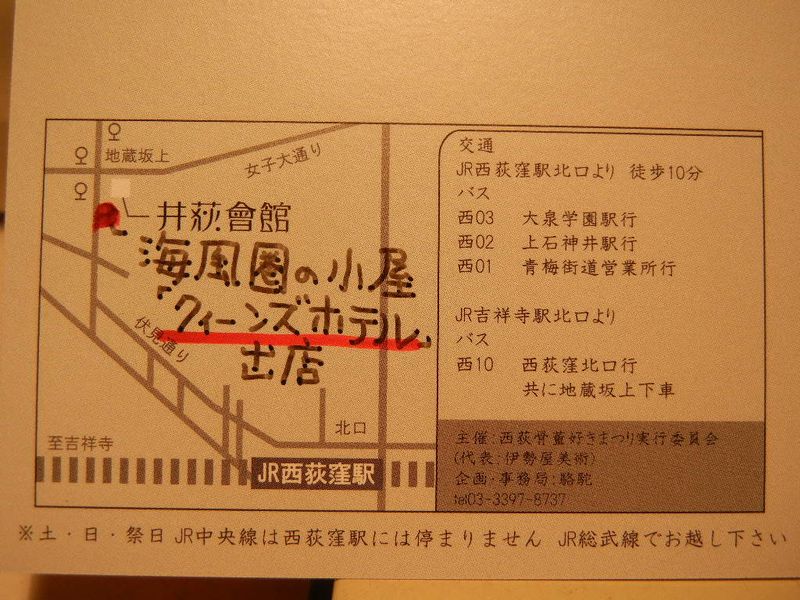 地蔵坂上
女子大通り
井荻會館
海風圏の小屋
「クィーンズホテル」
出店
伏見通り
北口
至吉祥寺
JR西荻窪駅
交通
JR西荻窪駅北口より 徒歩10分
バス
西03 大泉学園駅行
西02 上石神井駅行
西01 青梅街道営業所行
JR吉祥寺駅北口より
バス
西10 西荻窪北口行
共に地蔵坂上下車
主催:西荻骨董好きまつり実行委員会
(代表:伊勢屋美術)
企画・事務局:駱駝
℡03-3397-8737
※土・日・祭日 JR中央線は西荻窪駅には停まりません JR総武線でお越し下さい